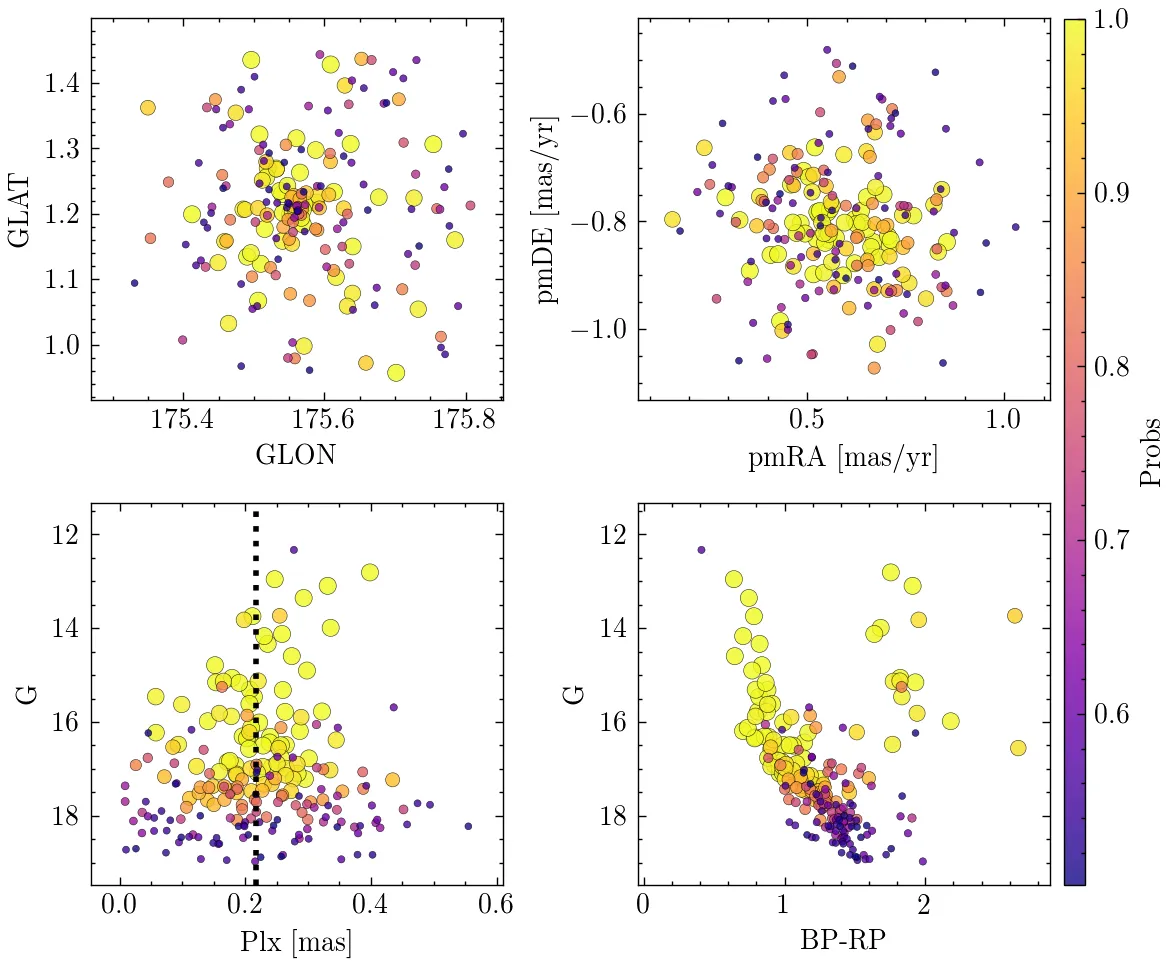 1.4
1.3
1.2
1.1
1.0
GLAT
175.4 175.6 175.8
GLON
−0.6
−0.8
−1.0
pmDE [mas/yr]
0.5 1.0
pmRA [mas/yr]
12
14
16
18
G
0.0 0.2 0.4 0.6
Plx [mas]
12
14
16
18
G
0 1 2
BP-RP
1.0
0.9
0.8
0.7
0.6
Probs